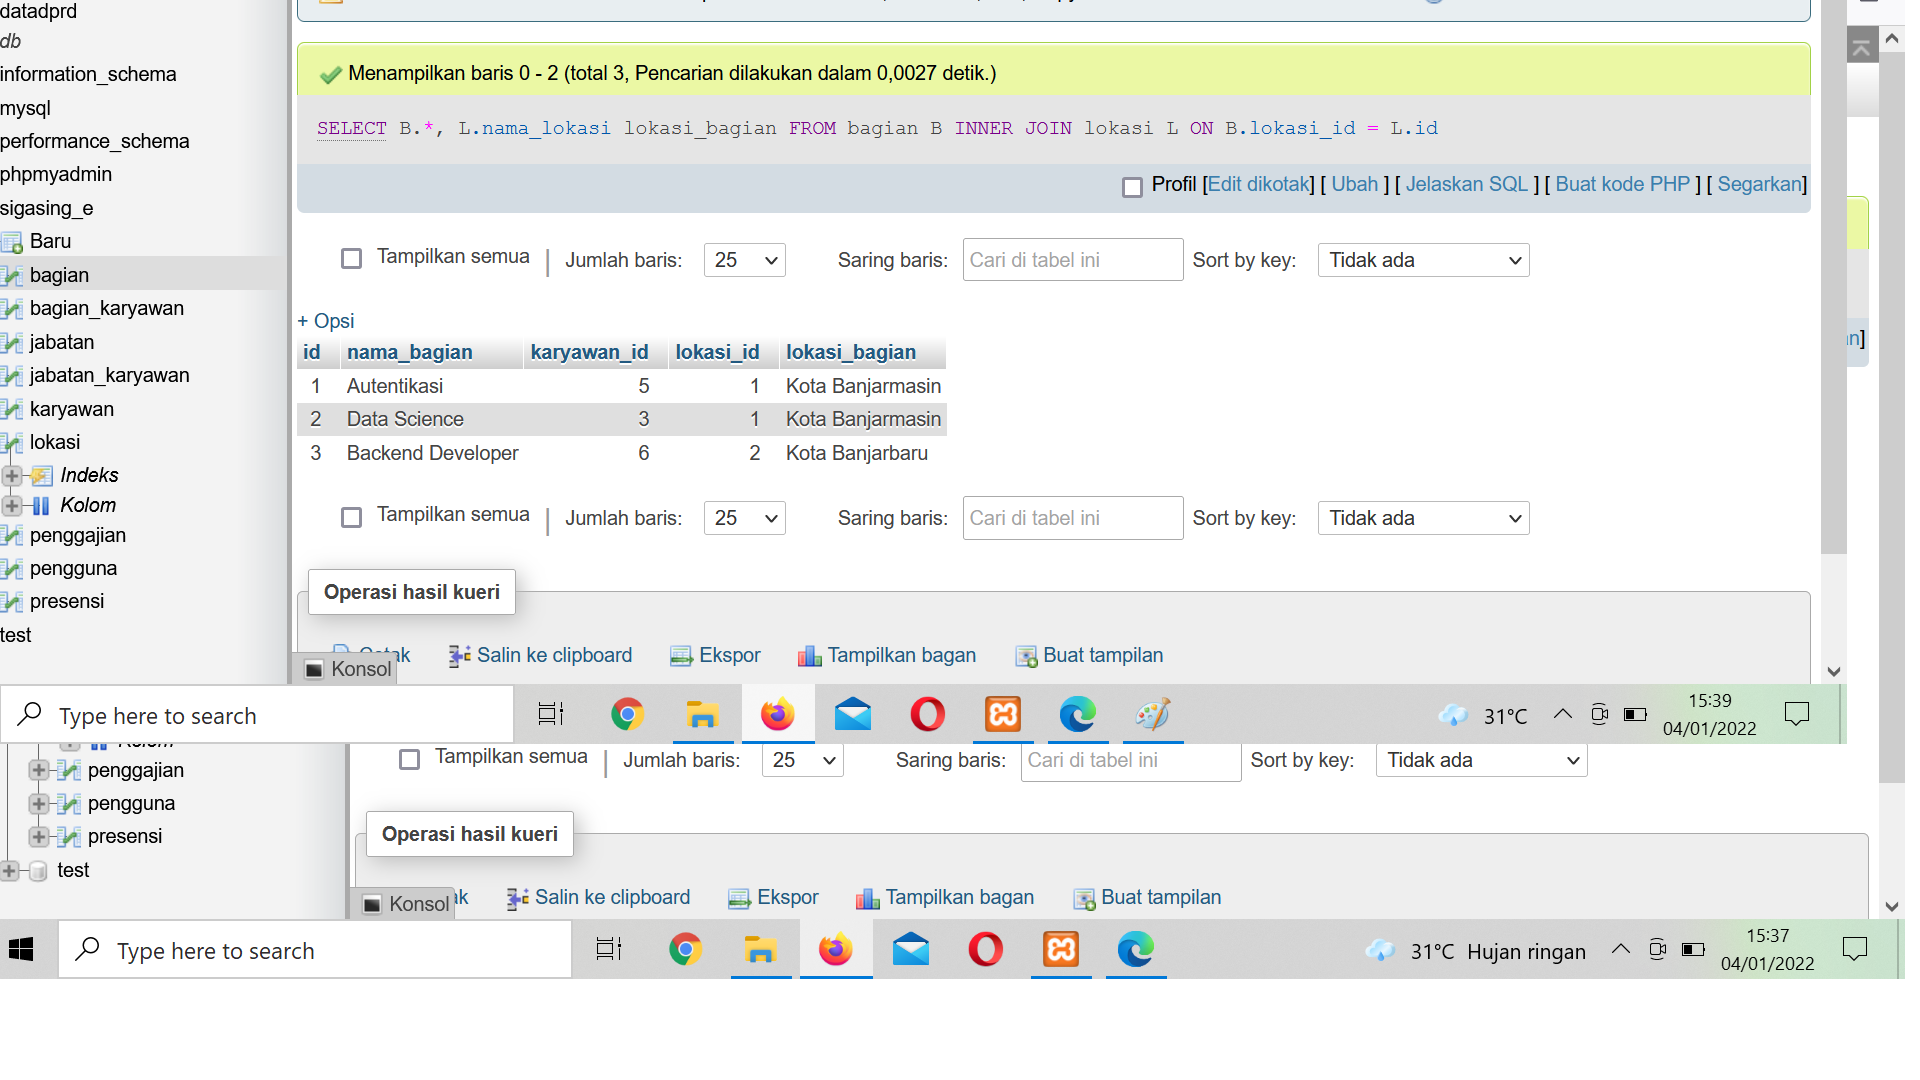 datadprd
db
information_schema
mysql
performance_schema
phpmyadmin
sigasing_e
Baru
bagian
bagian_karyawan
jabatan
jabatan_karyawan
karyawan
lokasi
Indeks
Kolom
penggajian
pengguna
presensi
test
Menampilkan baris 0 - 2 (total 3, Pencarian dilakukan dalam 0,0027 detik.)
SELECT B.*, L.nama_lokasi lokasi_bagian FROM bagian B INNER JOIN lokasi L ON B.lokasi_id = L.id
Profil [Edit dikotak] [ Ubah ] [ Jelaskan SQL ] [ Buat kode PHP ] [ Segarkan]
Tampilkan semua | Jumlah baris: 25 Saring baris: Cari di tabel ini Sort by key: Tidak ada
+ Opsi
id nama_bagian karyawan_id lokasi_id lokasi_bagian
1 Autentikasi 5 1 Kota Banjarmasin
2 Data Science 3 1 Kota Banjarmasin
3 Backend Developer 6 2 Kota Banjarbaru
Tampilkan semua | Jumlah baris: 25 Saring baris: Cari di tabel ini Sort by key: Tidak ada
Operasi hasil kueri
Cetak Salin ke clipboard Ekspor Tampilkan bagan Buat tampilan
Konsol
Type here to search 31°C 15:39
04/01/2022
Kolom
penggajian
pengguna
presensi
test
Tampilkan semua | Jumlah baris: 25 Saring baris: Cari di tabel ini Sort by key: Tidak ada
Operasi hasil kueri
Salin ke clipboard Ekspor Tampilkan bagan Buat tampilan
Konsol
Type here to search 31°C Hujan ringan 15:37
04/01/2022